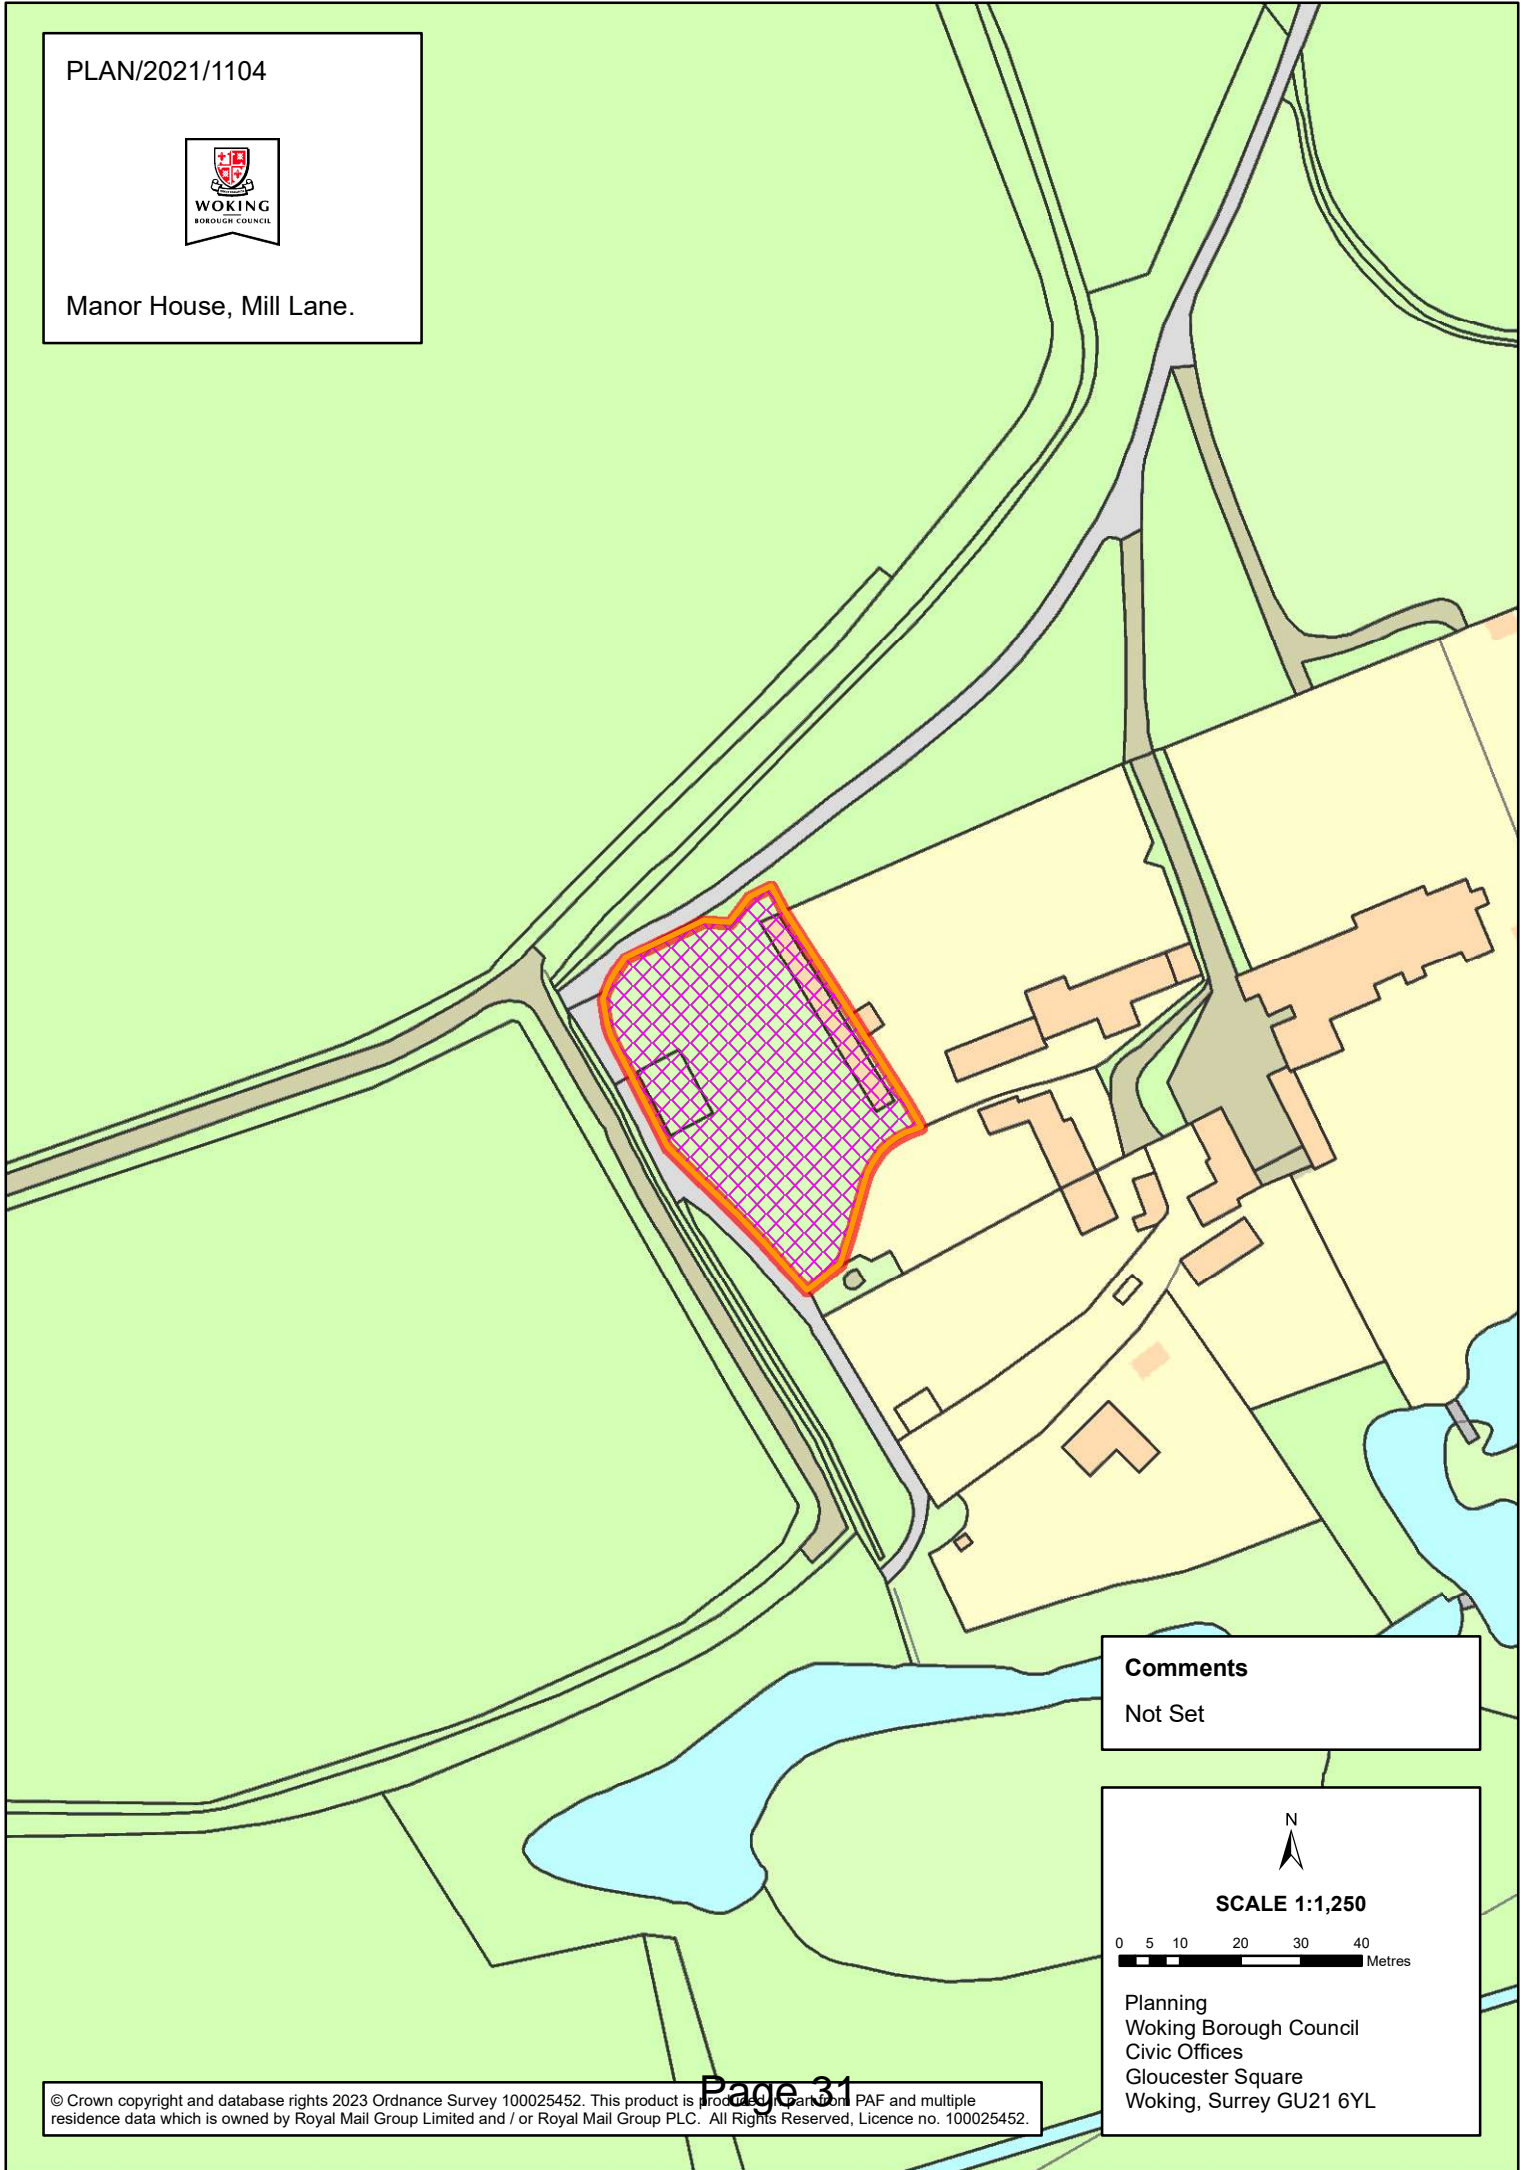 PLAN/2021/1104
WOKING
BOROUGH COUNCIL
Manor House, Mill Lane.
Comments
Not Set
N
SCALE 1:1,250
0 5 10 20 30 40
Metres
Planning
Woking Borough Council
Civic Offices
Gloucester Square
Woking, Surrey GU21 6YL
Page 31
© Crown copyright and database rights 2023 Ordnance Survey 100025452. This product is produced in part from PAF and multiple
residence data which is owned by Royal Mail Group Limited and / or Royal Mail Group PLC. All Rights Reserved, Licence no. 100025452.